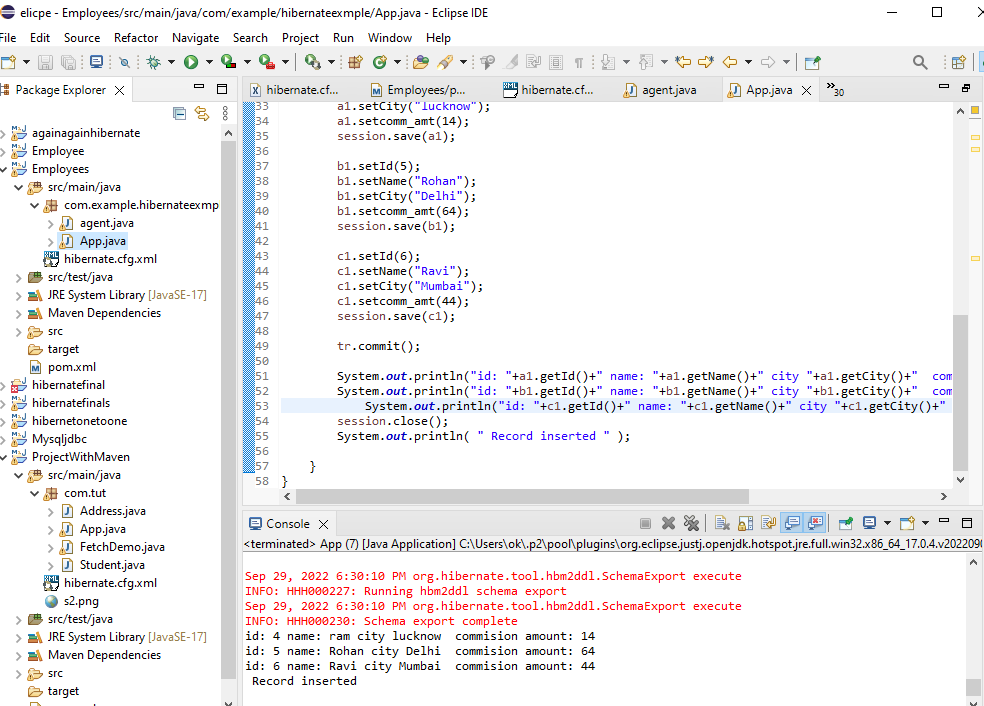 elicpe - Employees/src/main/java/com/example/hibernateexmple/App.java - Eclipse IDE
File Edit Source Refactor Navigate Search Project Run Window Help
Package Explorer
hibernate.cf... Employees/p... hibernate.cf... agent.java App.java »30
againagainhibernate
Employee
Employees
src/main/java
com.example.hibernateexmp
agent.java
App.java
hibernate.cfg.xml
src/test/java
JRE System Library [JavaSE-17]
Maven Dependencies
src
target
pom.xml
hibernatefinal
hibernatefinals
hibernetonetoone
Mysqljdbc
ProjectWithMaven
src/main/java
com.tut
Address.java
App.java
FetchDemo.java
Student.java
hibernate.cfg.xml
s2.png
src/test/java
JRE System Library [JavaSE-17]
Maven Dependencies
src
target
33 a1.setCity("lucknow");
34 a1.setcomm_amt(14);
35 session.save(a1);
36
37 b1.setId(5);
38 b1.setName("Rohan");
39 b1.setCity("Delhi");
40 b1.setcomm_amt(64);
41 session.save(b1);
42
43 c1.setId(6);
44 c1.setName("Ravi");
45 c1.setCity("Mumbai");
46 c1.setcomm_amt(44);
47 session.save(c1);
48
49 tr.commit();
50
51 System.out.println("id: "+a1.getId()+" name: "+a1.getName()+" city "+a1.getCity()+"  com
52 System.out.println("id: "+b1.getId()+" name: "+b1.getName()+" city "+b1.getCity()+"  com
53 System.out.println("id: "+c1.getId()+" name: "+c1.getName()+" city "+c1.getCity()+"
54 session.close();
55 System.out.println( " Record inserted " );
56
57 }
58 }
Console
<terminated> App (7) [Java Application] C:\Users\ok\.p2\pool\plugins\org.eclipse.justj.openjdk.hotspot.jre.full.win32.x86_64_17.0.4.v2022090
Sep 29, 2022 6:30:10 PM org.hibernate.tool.hbm2ddl.SchemaExport execute
INFO: HHH000227: Running hbm2ddl schema export
Sep 29, 2022 6:30:10 PM org.hibernate.tool.hbm2ddl.SchemaExport execute
INFO: HHH000230: Schema export complete
id: 4 name: ram city lucknow  commision amount: 14
id: 5 name: Rohan city Delhi  commision amount: 64
id: 6 name: Ravi city Mumbai  commision amount: 44
Record inserted